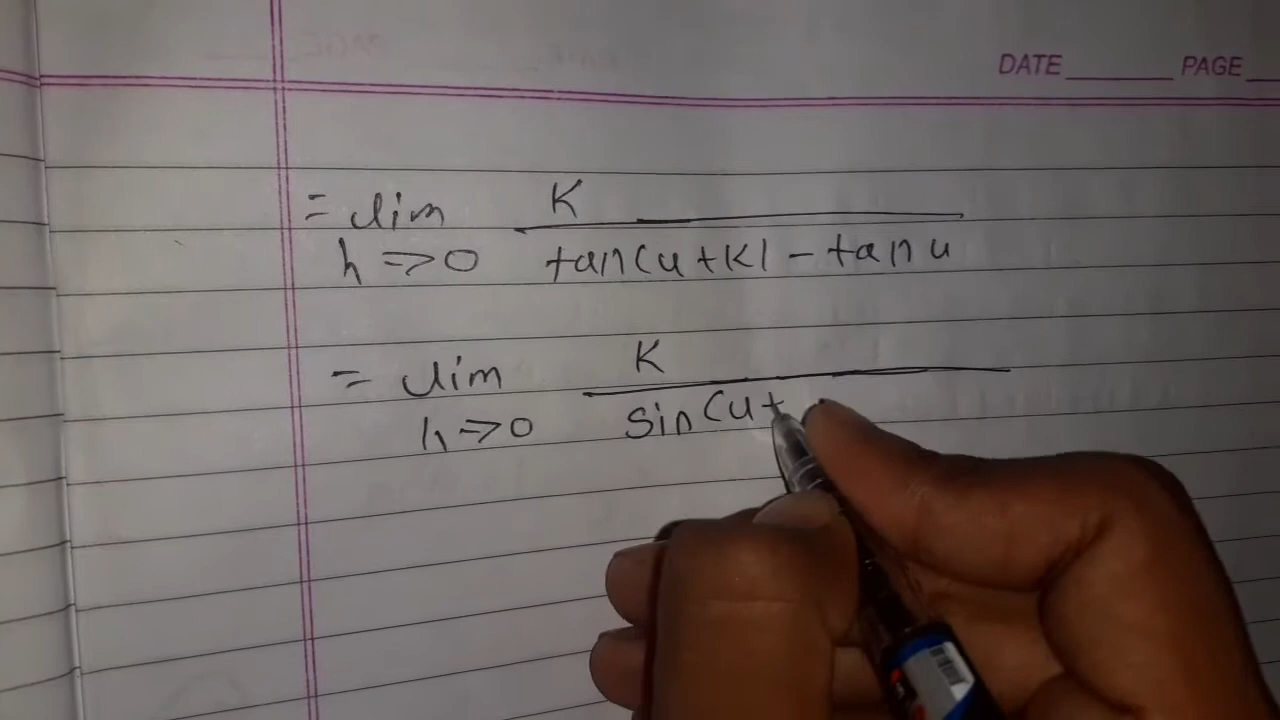 DATE PAGE
= lim K
h => 0 tan(u+k) - tan u
= lim K
h => 0 sin(u+